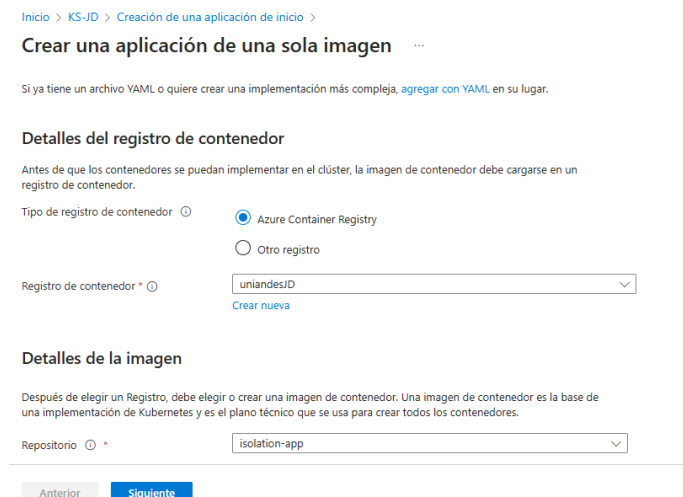 Inicio > KS-JD > Creación de una aplicación de inicio >
Crear una aplicación de una sola imagen ...
Si ya tiene un archivo YAML o quiere crear una implementación más compleja, agregar con YAML en su lugar.
Detalles del registro de contenedor
Antes de que los contenedores se puedan implementar en el clúster, la imagen de contenedor debe cargarse en un
registro de contenedor.
Tipo de registro de contenedor
Azure Container Registry
Otro registro
Registro de contenedor *
uniandesJD
Crear nueva
Detalles de la imagen
Después de elegir un Registro, debe elegir o crear una imagen de contenedor. Una imagen de contenedor es la base de
una implementación de Kubernetes y es el plano técnico que se usa para crear todos los contenedores.
Repositorio *
isolation-app
Anterior
Siguiente